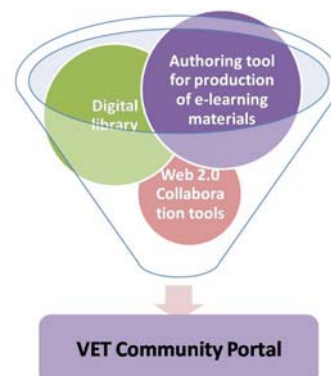 Authoring tool
for production
of e-learning
materials
Digital
library
Web 2.0
Collabora
tion tools
VET Community Portal